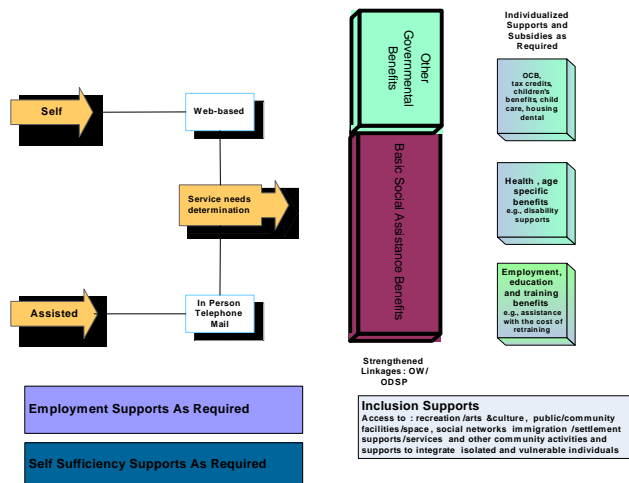 Individualized
Supports and
Subsidies as
Required
Other
Governmental
Benefits
OCB,
tax credits,
children's
benefits, child
care, housing,
dental
Self
Web-based
Basic Social Assistance Benefits
Health , age
specific
benefits
e.g., disability
supports
Service needs
determination
Employment,
education
and training
benefits
e.g., assistance
with the cost of
retraining
Assisted
In Person
Telephone
Mail
Strengthened
Linkages : OW/
ODSP
Employment Supports As Required
Inclusion Supports
Access to : recreation /arts &culture, public/community
facilities/space, social networks immigration /settlement
supports/services and other community activities and
supports to integrate isolated and vulnerable individuals
Self Sufficiency Supports As Required